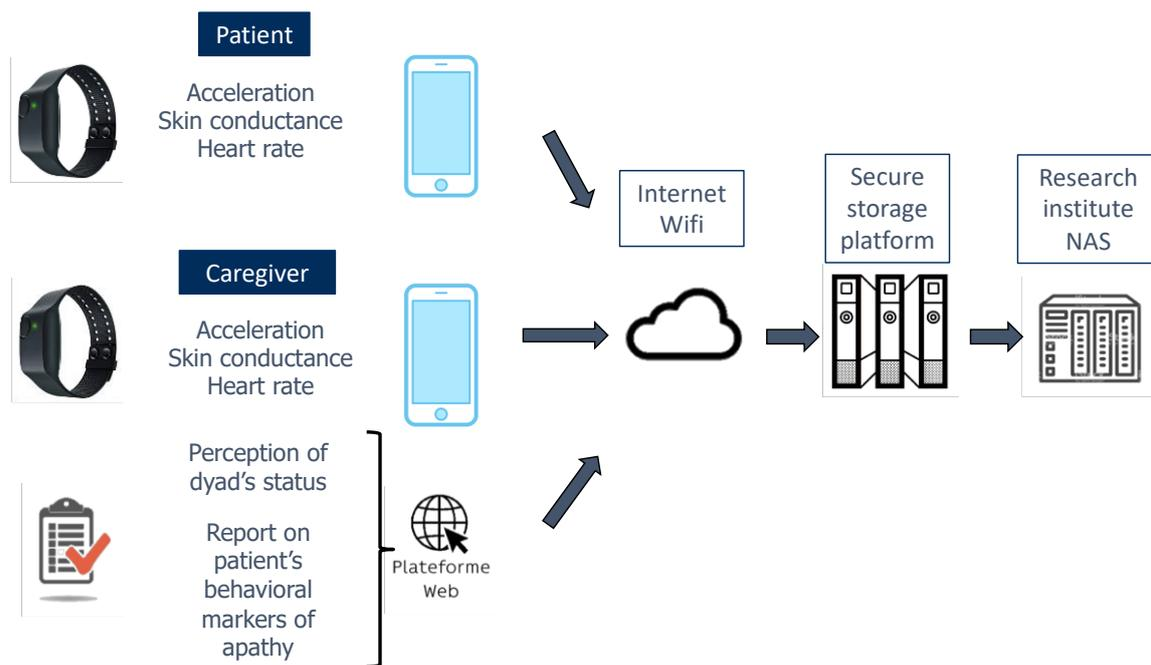 Patient
Acceleration
Skin conductance
Heart rate
Internet
Wifi
Secure
storage
platform
Research
institute
NAS
Caregiver
Acceleration
Skin conductance
Heart rate
Perception of
dyad's status
Report on
patient's
behavioral
markers of
apathy
Plateforme
Web